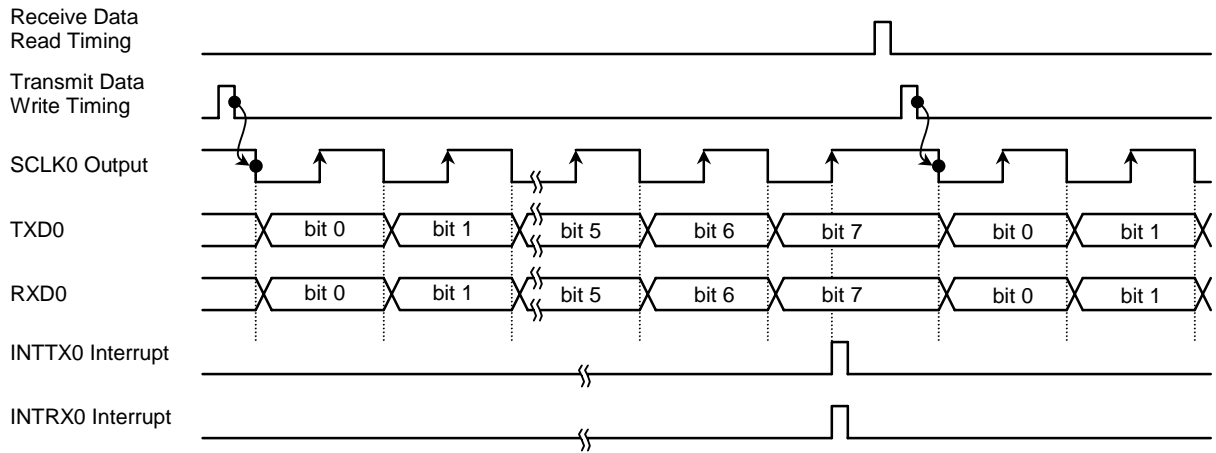 Receive Data
Read Timing
Transmit Data
Write Timing
SCLK0 Output
TXD0 bit 0 bit 1 bit 5 bit 6 bit 7 bit 0 bit 1
RXD0 bit 0 bit 1 bit 5 bit 6 bit 7 bit 0 bit 1
INTTX0 Interrupt
INTRX0 Interrupt